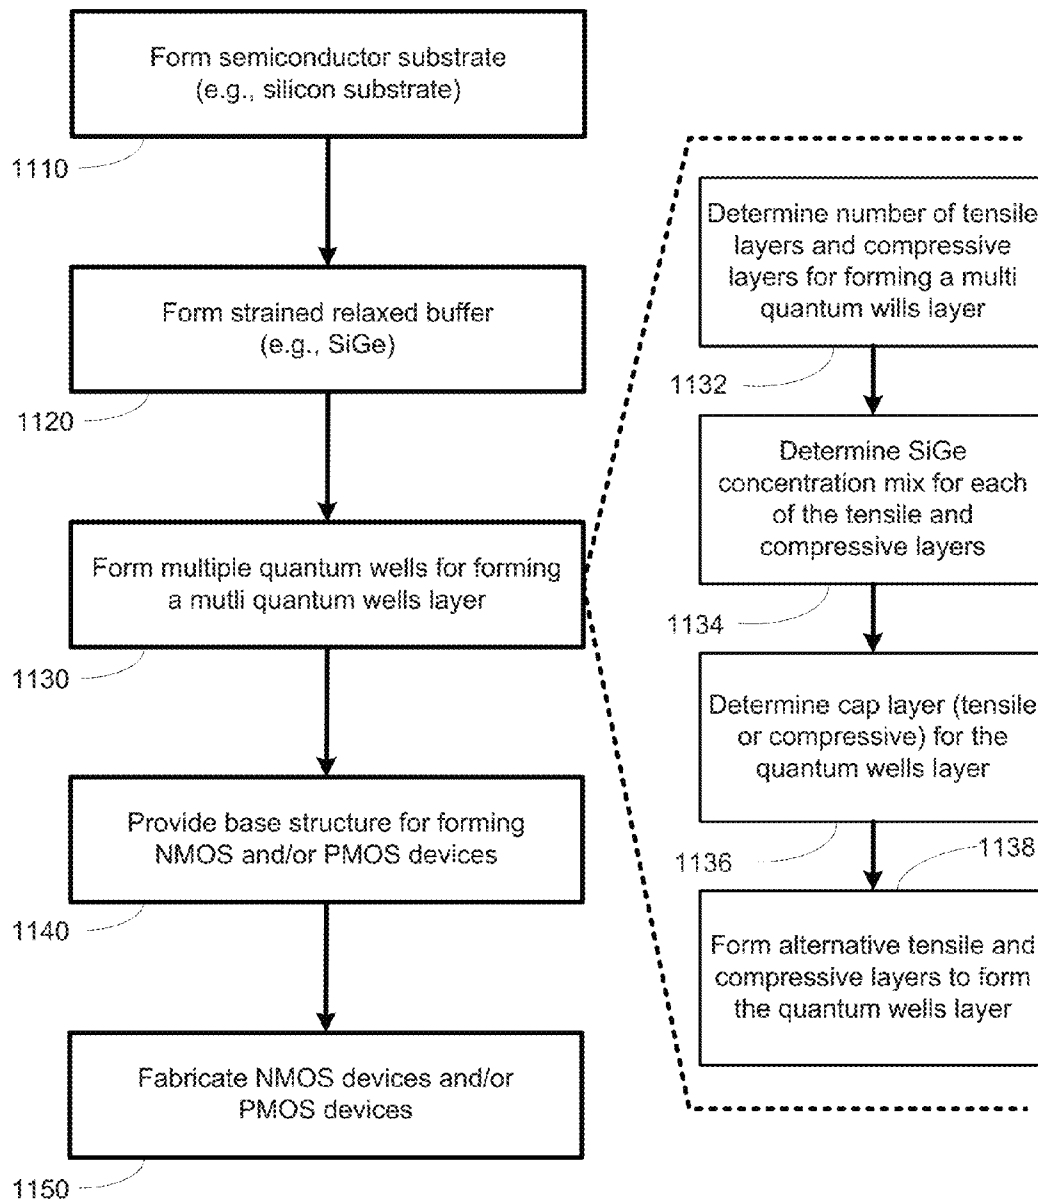 Form semiconductor substrate
(e.g., silicon substrate)
1110
Form strained relaxed buffer
(e.g., SiGe)
1120
Form multiple quantum wells for forming
a mutli quantum wells layer
1130
Provide base structure for forming
NMOS and/or PMOS devices
1140
Fabricate NMOS devices and/or
PMOS devices
1150
Determine number of tensile
layers and compressive
layers for forming a multi
quantum wills layer
1132
Determine SiGe
concentration mix for each
of the tensile and
compressive layers
1134
Determine cap layer (tensile
or compressive) for the
quantum wells layer
1136
1138
Form alternative tensile and
compressive layers to form
the quantum wells layer